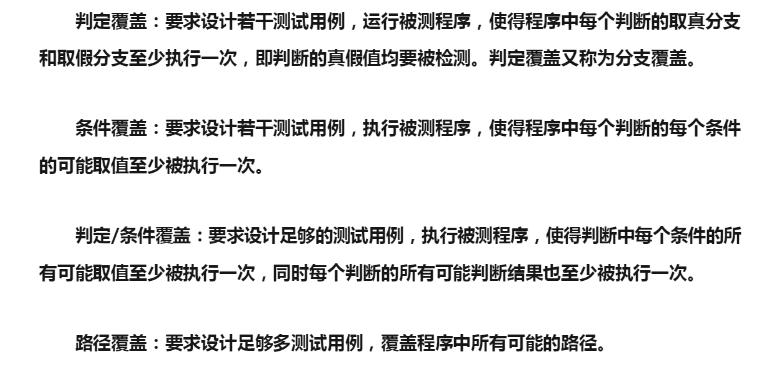 判定覆盖：要求设计若干测试用例，运行被测程序，使得程序中每个判断的取真分支
和取假分支至少执行一次，即判断的真假值均要被检测。判定覆盖又称为分支覆盖。
条件覆盖：要求设计若干测试用例，执行被测程序，使得程序中每个判断的每个条件
的可能取值至少被执行一次。
判定/条件覆盖：要求设计足够的测试用例，执行被测程序，使得判断中每个条件的所
有可能取值至少被执行一次，同时每个判断的所有可能判断结果也至少被执行一次。
路径覆盖：要求设计足够多测试用例，覆盖程序中所有可能的路径。